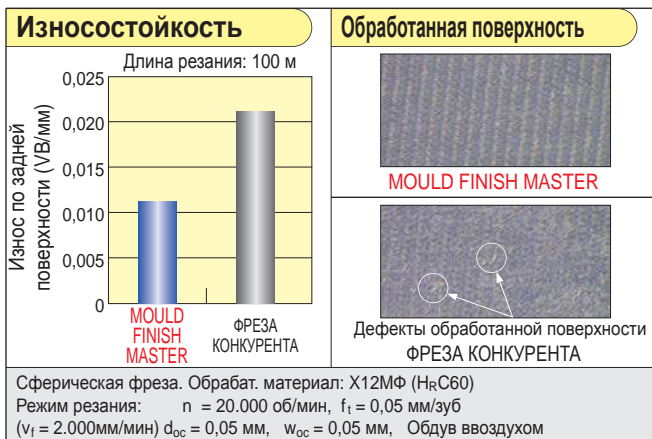 Износостойкость
Длина резания: 100 м
Износ по задней
поверхности (VB/мм)
0,025
0,020
0,015
0,010
0,005
0
MOULD
FINISH
MASTER
ФРЕЗА
КОНКУРЕНТА
Обработанная поверхность
MOULD FINISH MASTER
Дефекты обработанной поверхности
ФРЕЗА КОНКУРЕНТА
Сферическая фреза. Обрабат. материал: Х12МФ (HRC60)
Режим резания: n = 20.000 об/мин, ft = 0,05 мм/зуб
(vf = 2.000мм/мин) doc = 0,05 мм, woc = 0,05 мм, Обдув ввоздухом